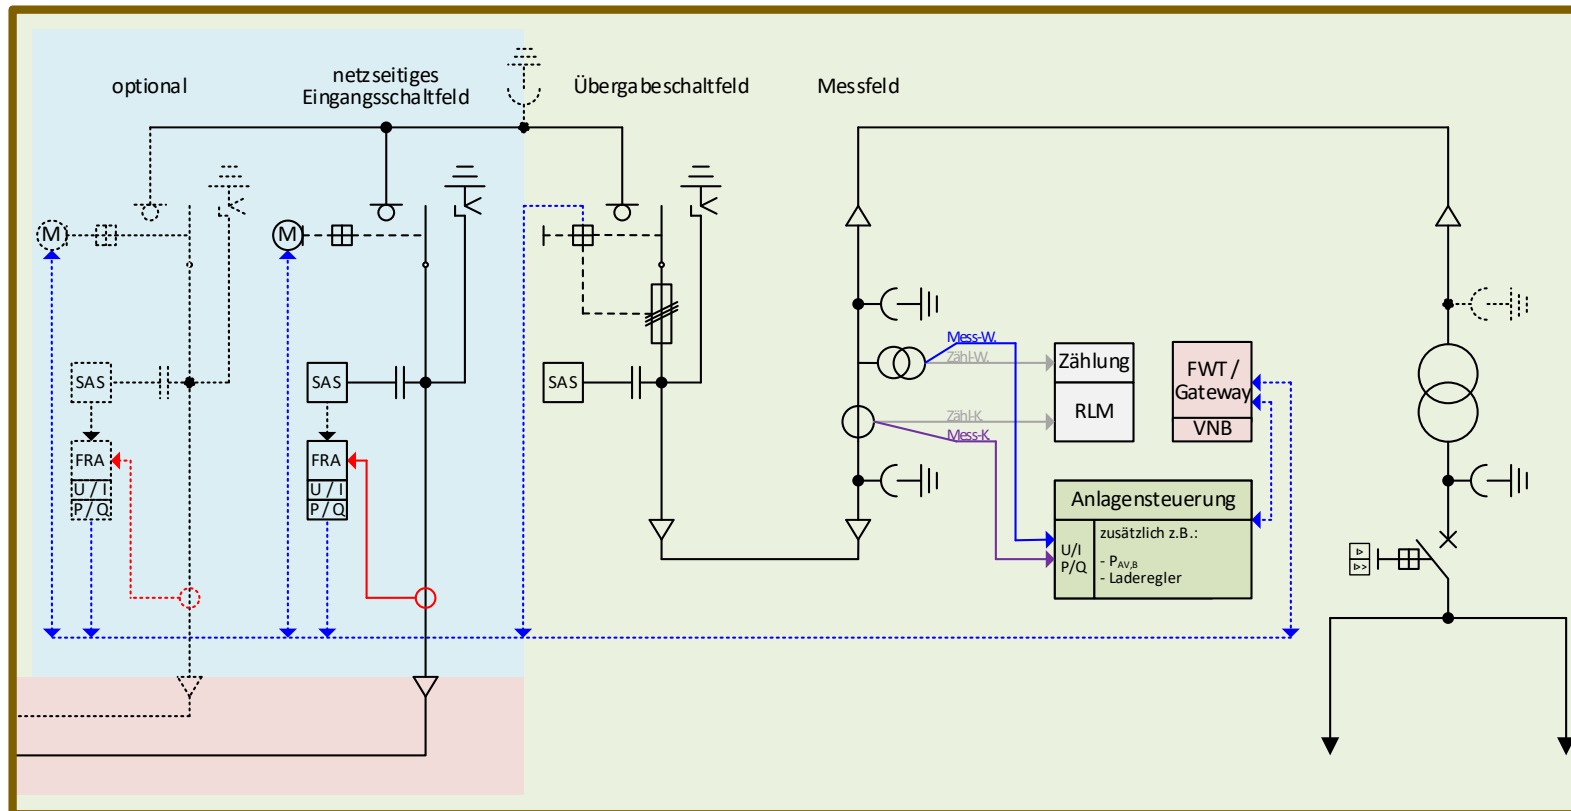 optional
netzseitiges
Eingangsschaltfeld
Übergabeschaltfeld
Messfeld
M
M
SAS
SAS
SAS
FRA
U / I
P / Q
FRA
U / I
P / Q
Mess-W.
Zähl-W.
Zähl-K.
Mess-K.
Zählung
RLM
FWT /
Gateway
VNB
Anlagensteuerung
U/I
P/Q
zusätzlich z.B.:
- PAV,B
- Laderegler